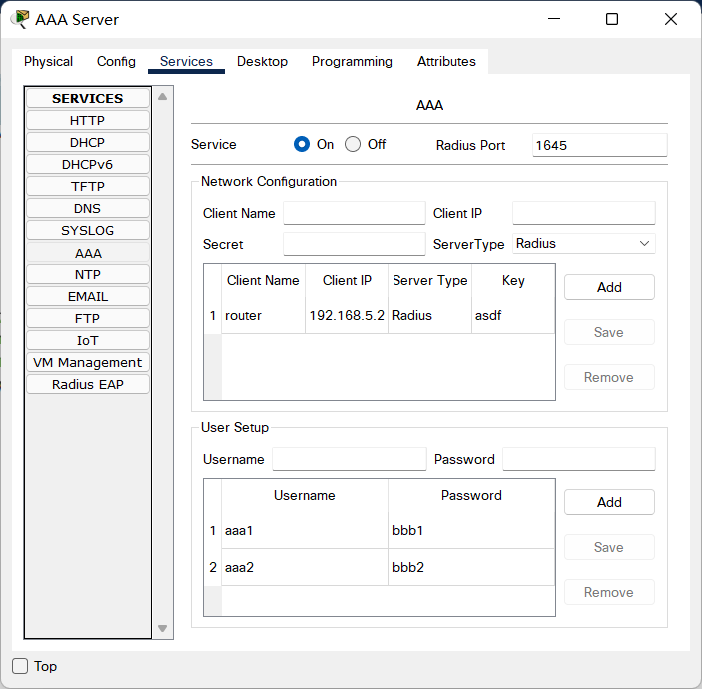 AAA Server
Physical Config Services Desktop Programming Attributes
SERVICES
HTTP
DHCP
DHCPv6
TFTP
DNS
SYSLOG
AAA
NTP
EMAIL
FTP
IoT
VM Management
Radius EAP
AAA
Service On Off Radius Port 1645
Network Configuration
Client Name Client IP
Secret ServerType Radius
Client Name Client IP Server Type Key
1 router 192.168.5.2 Radius asdf
Add
Save
Remove
User Setup
Username Password
Username Password
1 aaa1 bbb1
2 aaa2 bbb2
Add
Save
Remove
Top